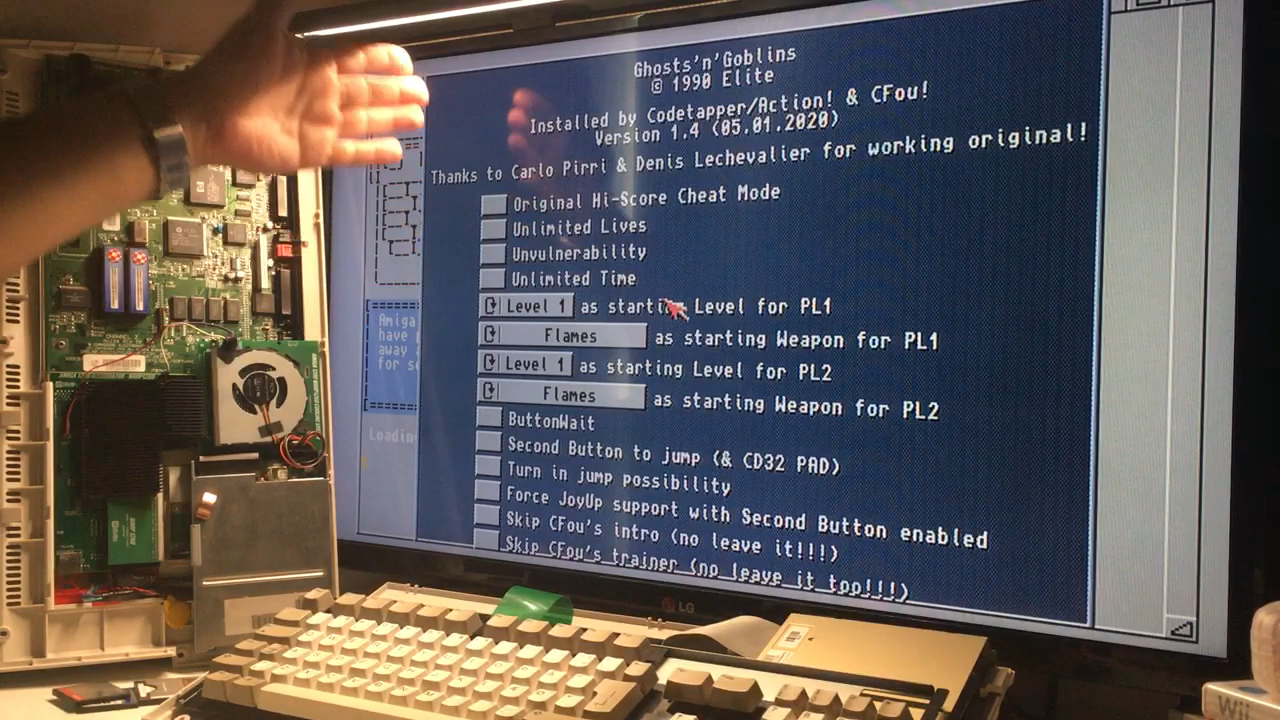 Ghosts'n'Goblins
© 1990 Elite
Installed by Codetapper/Action! & CFou!
Version 1.4 (05.01.2020)
Thanks to Carlo Pirri & Denis Lechevalier for working original!
Original Hi-Score Cheat Mode
Unlimited Lives
Unvulnerability
Unlimited Time
Level 1 as starting Level for PL1
Flames as starting Weapon for PL1
Level 1 as starting Level for PL2
Flames as starting Weapon for PL2
ButtonWait
Second Button to jump (& CD32 PAD)
Turn in jump possibility
Force JoyUp support with Second Button enabled
Skip CFou's intro (no leave it!!!)
Skip CFou's trainer (no leave it too!!!)
Amiga
have
away
for
Loadin
LG
Wii